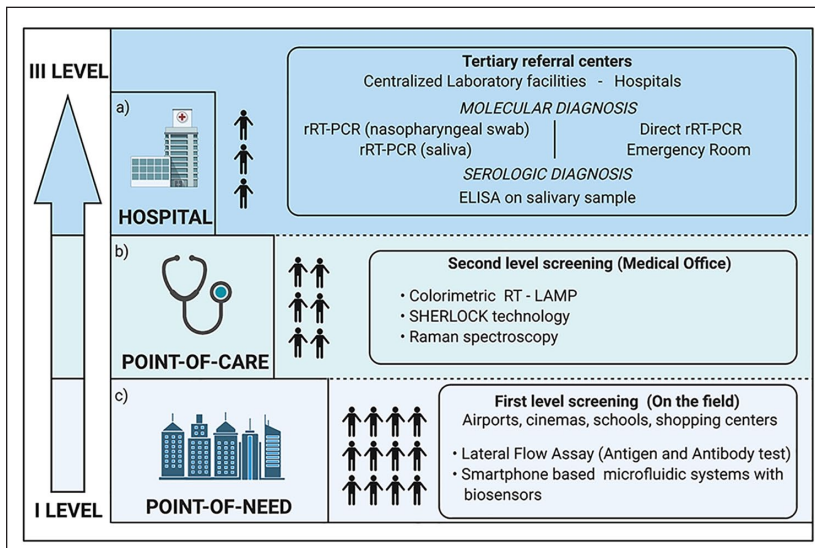 III LEVEL
I LEVEL
a)
HOSPITAL
Tertiary referral centers
Centralized Laboratory facilities - Hospitals
MOLECULAR DIAGNOSIS
rRT-PCR (nasopharyngeal swab)
rRT-PCR (saliva)
Direct rRT-PCR
Emergency Room
SEROLOGIC DIAGNOSIS
ELISA on salivary sample
b)
POINT-OF-CARE
Second level screening (Medical Office)
• Colorimetric RT - LAMP
• SHERLOCK technology
• Raman spectroscopy
c)
POINT-OF-NEED
First level screening (On the field)
Airports, cinemas, schools, shopping centers
• Lateral Flow Assay (Antigen and Antibody test)
• Smartphone based microfluidic systems with
biosensors